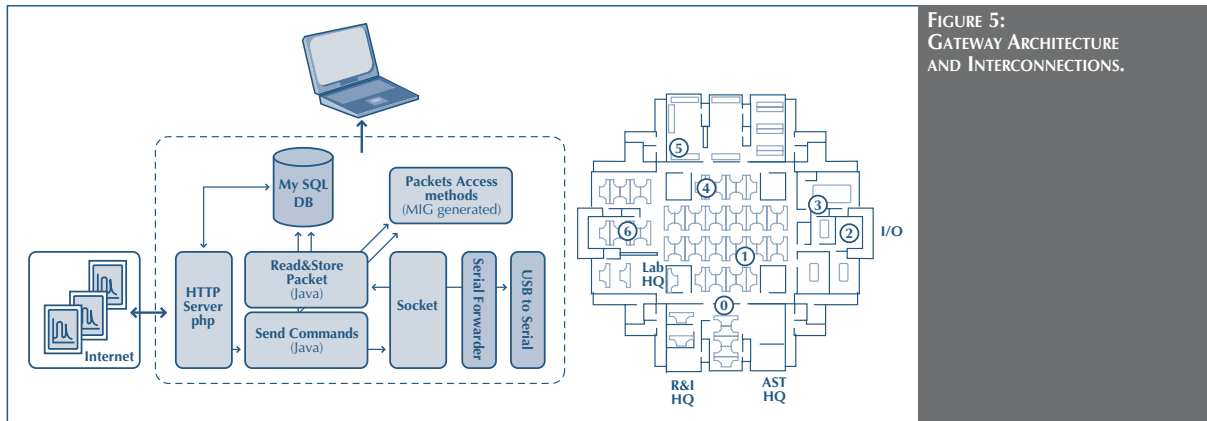 FIGURE 5:
GATEWAY ARCHITECTURE
AND INTERCONNECTIONS.
My SQL
DB
Packets Access
methods
(MIG generated)
HTTP
Server
php
Read&Store
Packet
(Java)
Send Commands
(Java)
Socket
Serial Forwarder
USB to Serial
Internet
5
4
3
6
2
I/O
1
Lab
HQ
0
R&I
HQ
AST
HQ